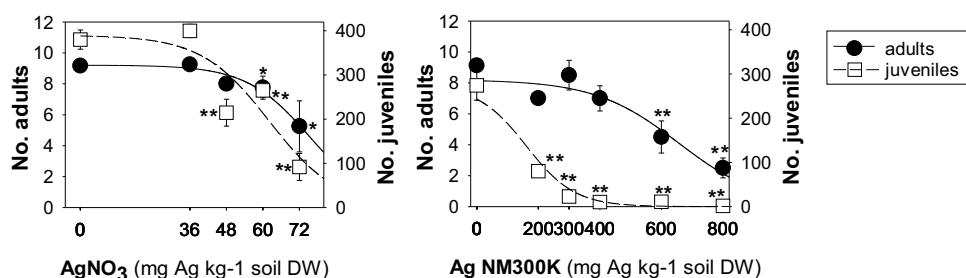 12
10
8
6
4
2
0
No. adults
400
300
200
100
0
No. juveniles
** * ** ** *
0 36 48 60 72
AgNO3 (mg Ag kg-1 soil DW)
12
10
8
6
4
2
0
No. adults
400
300
200
100
0
No. juveniles
** ** ** ** ** ** **
0 200 300 400 600 800
Ag NM300K (mg Ag kg-1 soil DW)
adults
juveniles